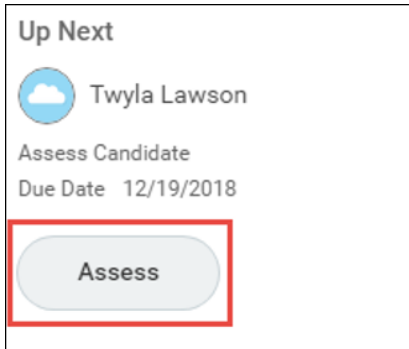 Up Next
Twyla Lawson
Assess Candidate
Due Date 12/19/2018
Assess